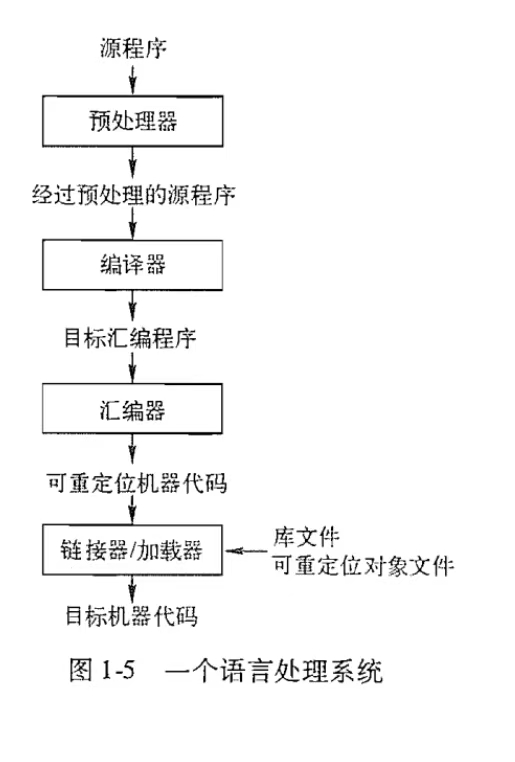 源程序
预处理器
经过预处理的源程序
编译器
目标汇编程序
汇编器
可重定位机器代码
链接器/加载器
库文件
可重定位对象文件
目标机器代码
图 1-5 一个语言处理系统